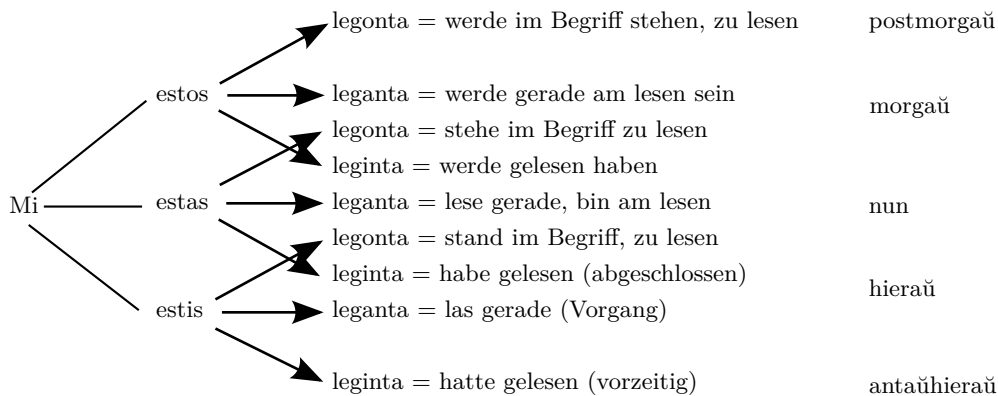 legonta = werde im Begriff stehen, zu lesen postmorgaŭ
estos leganta = werde gerade am lesen sein morgaŭ
legonta = stehe im Begriff zu lesen
leginta = werde gelesen haben
Mi estas leganta = lese gerade, bin am lesen nun
legonta = stand im Begriff, zu lesen
leginta = habe gelesen (abgeschlossen) hieraŭ
estis leganta = las gerade (Vorgang)
leginta = hatte gelesen (vorzeitig) antaŭhieraŭ